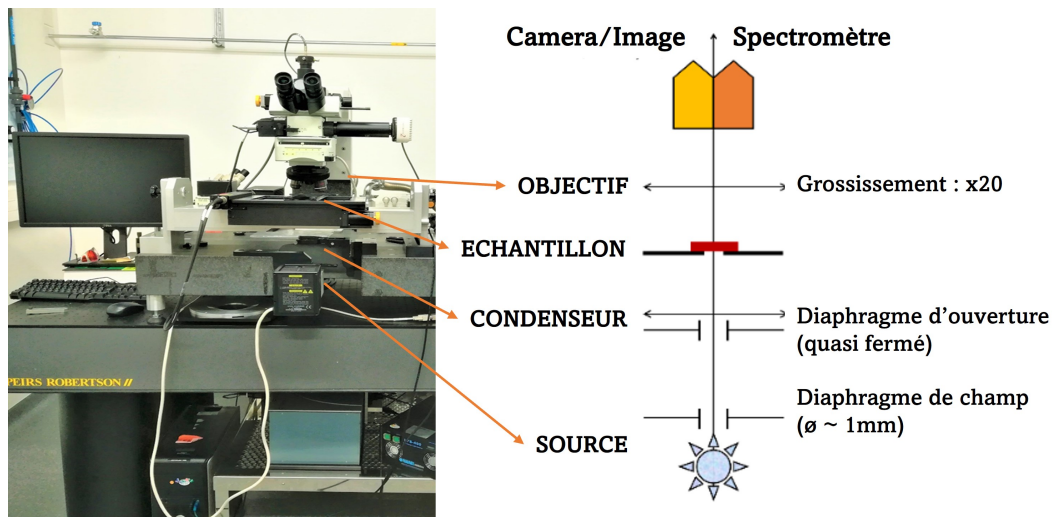 Camera/Image
Spectromètre
OBJECTIF
Grossissement : x20
ECHANTILLON
CONDENSEUR
Diaphragme d'ouverture
(quasi fermé)
Diaphragme de champ
(ø ~ 1mm)
SOURCE
PEIRS ROBERTSON //